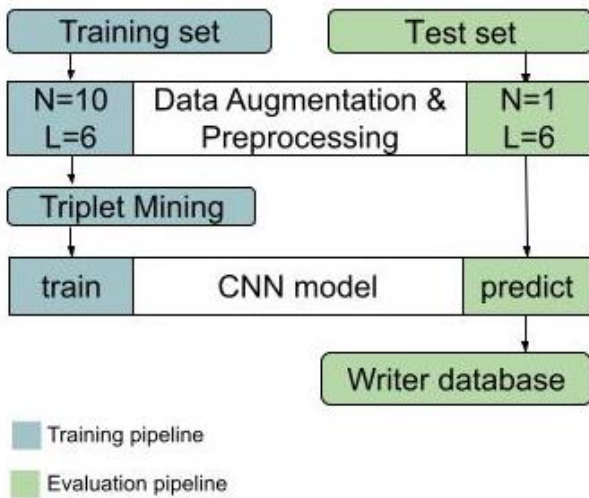 Training set
Test set
N=10
L=6
Data Augmentation &
Preprocessing
N=1
L=6
Triplet Mining
train
CNN model
predict
Writer database
Training pipeline
Evaluation pipeline